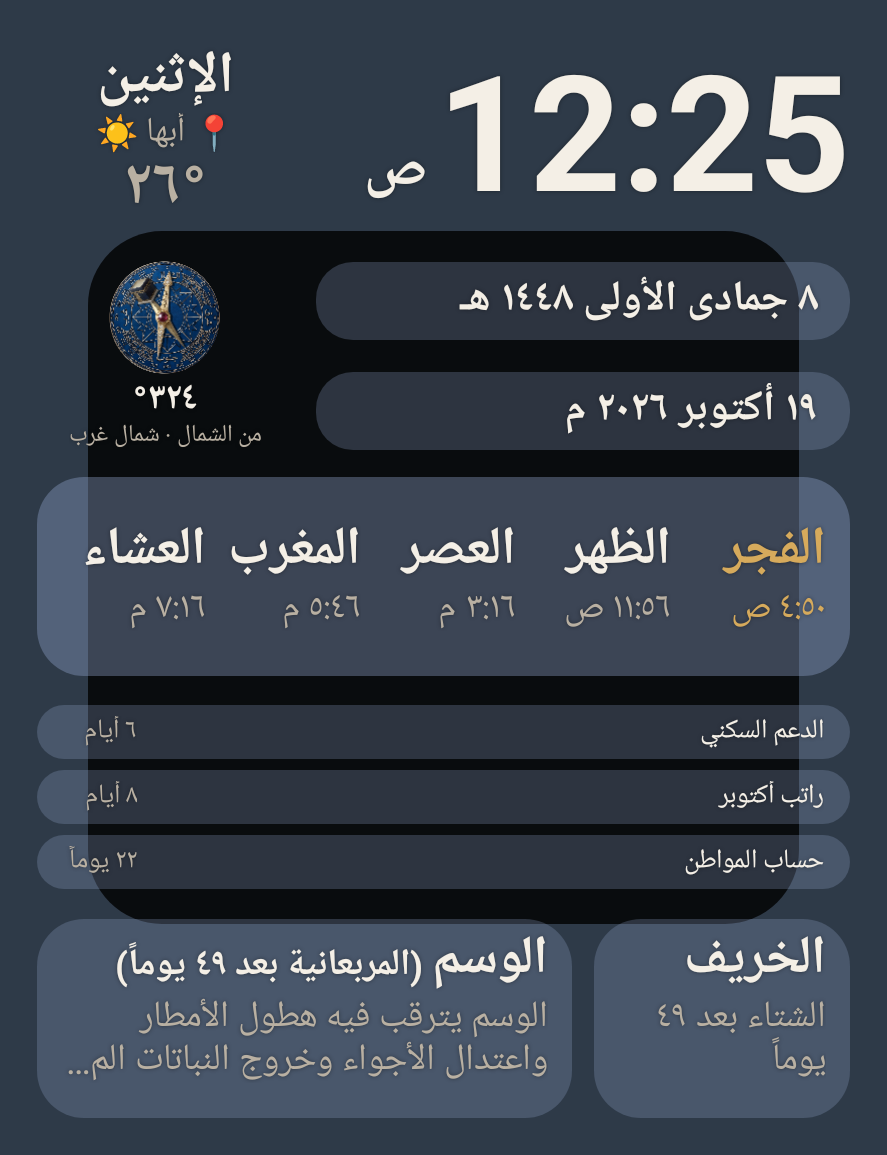 12:25 ص
الإثنين
أبها
٢٦°
٨ جمادى الأولى ١٤٤٨ هـ
١٩ أكتوبر ٢٠٢٦ م
٣٢٤°
من الشمال · شمال غرب
الفجر الظهر العصر المغرب العشاء
٤:٥٠ ص ١١:٥٦ ص ٣:١٦ م ٥:٤٦ م ٧:١٦ م
الدعم السكني ٦ أيام
راتب أكتوبر ٨ أيام
حساب المواطن ٢٢ يوماً
الخريف
الشتاء بعد ٤٩
يوماً
الوسم (المربعانية بعد ٤٩ يوماً)
الوسم يترقب فيه هطول الأمطار
واعتدال الأجواء وخروج النباتات الم...